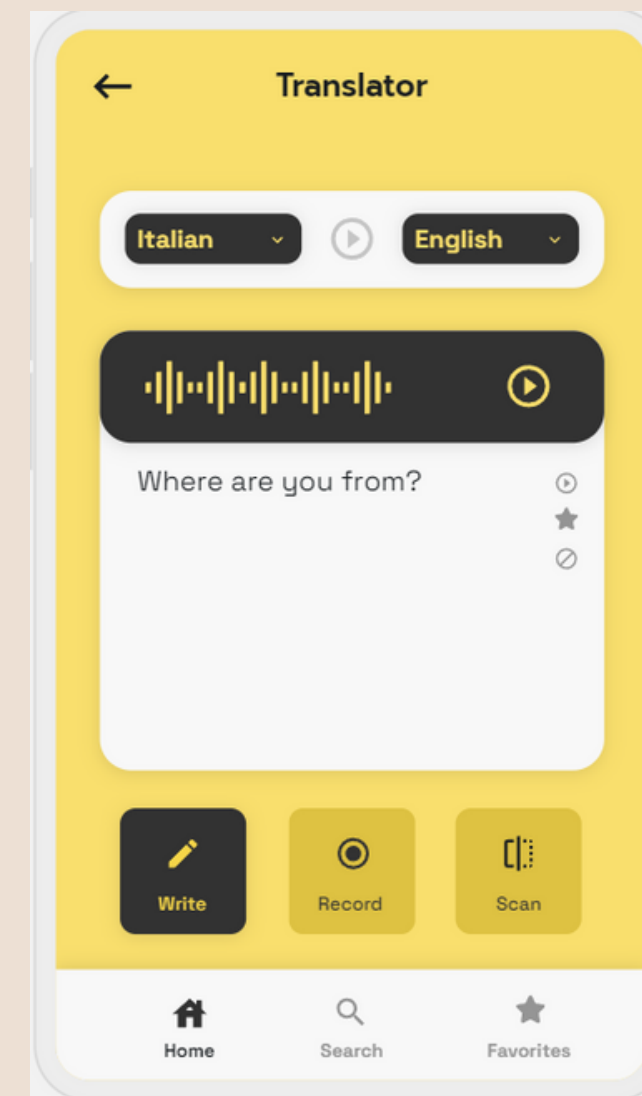 Translator
Italian English
Where are you from?
Write Record Scan
Home Search Favorites